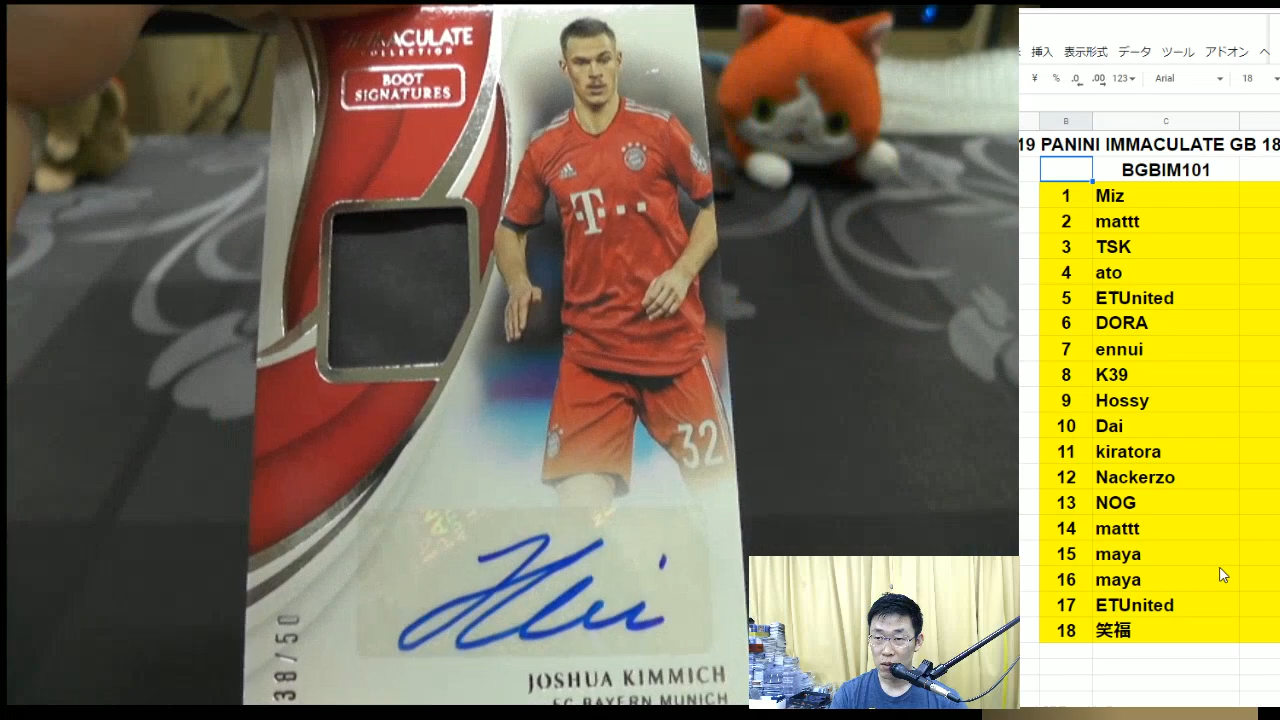 IMMACULATE
COLLECTION
BOOT
SIGNATURES
adidas
T
32
38/50
JOSHUA KIMMICH
FC BAYERN MUNICH
挿入 表示形式 データ ツール アドオン
¥ % .0 .00 123 Arial 18
B C
19 PANINI IMMACULATE GB 18
BGBIM101
1 Miz
2 mattt
3 TSK
4 ato
5 ETUnited
6 DORA
7 ennui
8 K39
9 Hossy
10 Dai
11 kiratora
12 Nackerzo
13 NOG
14 mattt
15 maya
16 maya
17 ETUnited
18 笑福